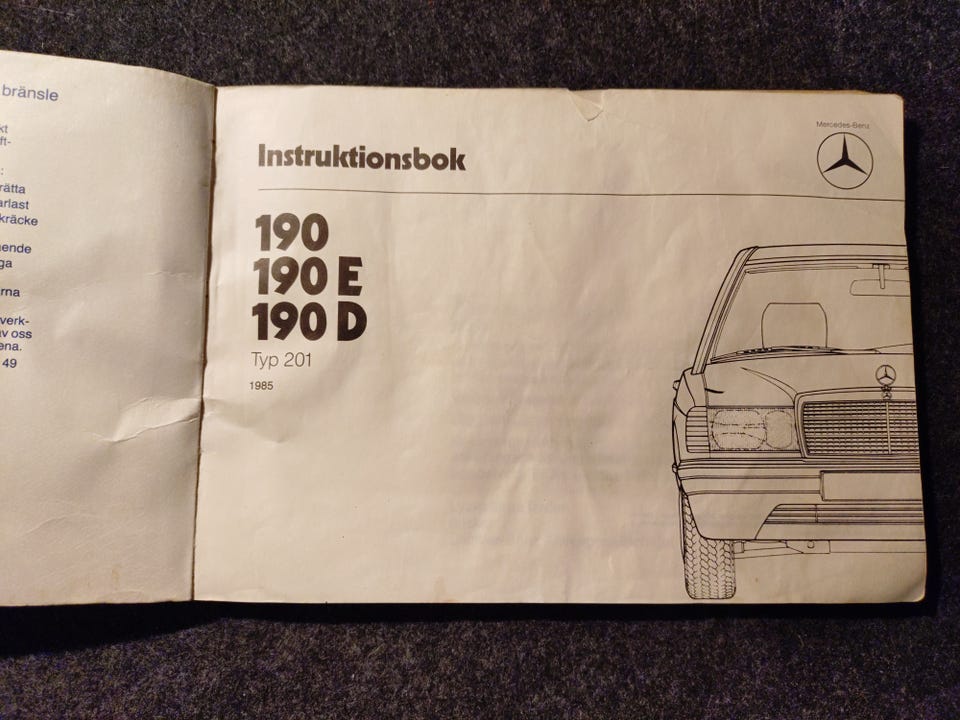 bränsle
kt
ft-
:
rätta
arlast
kräcke
ende
ga
rna
verk-
av oss
ena.
49
Mercedes-Benz
Instruktionsbok
190
190 E
190 D
Typ 201
1985